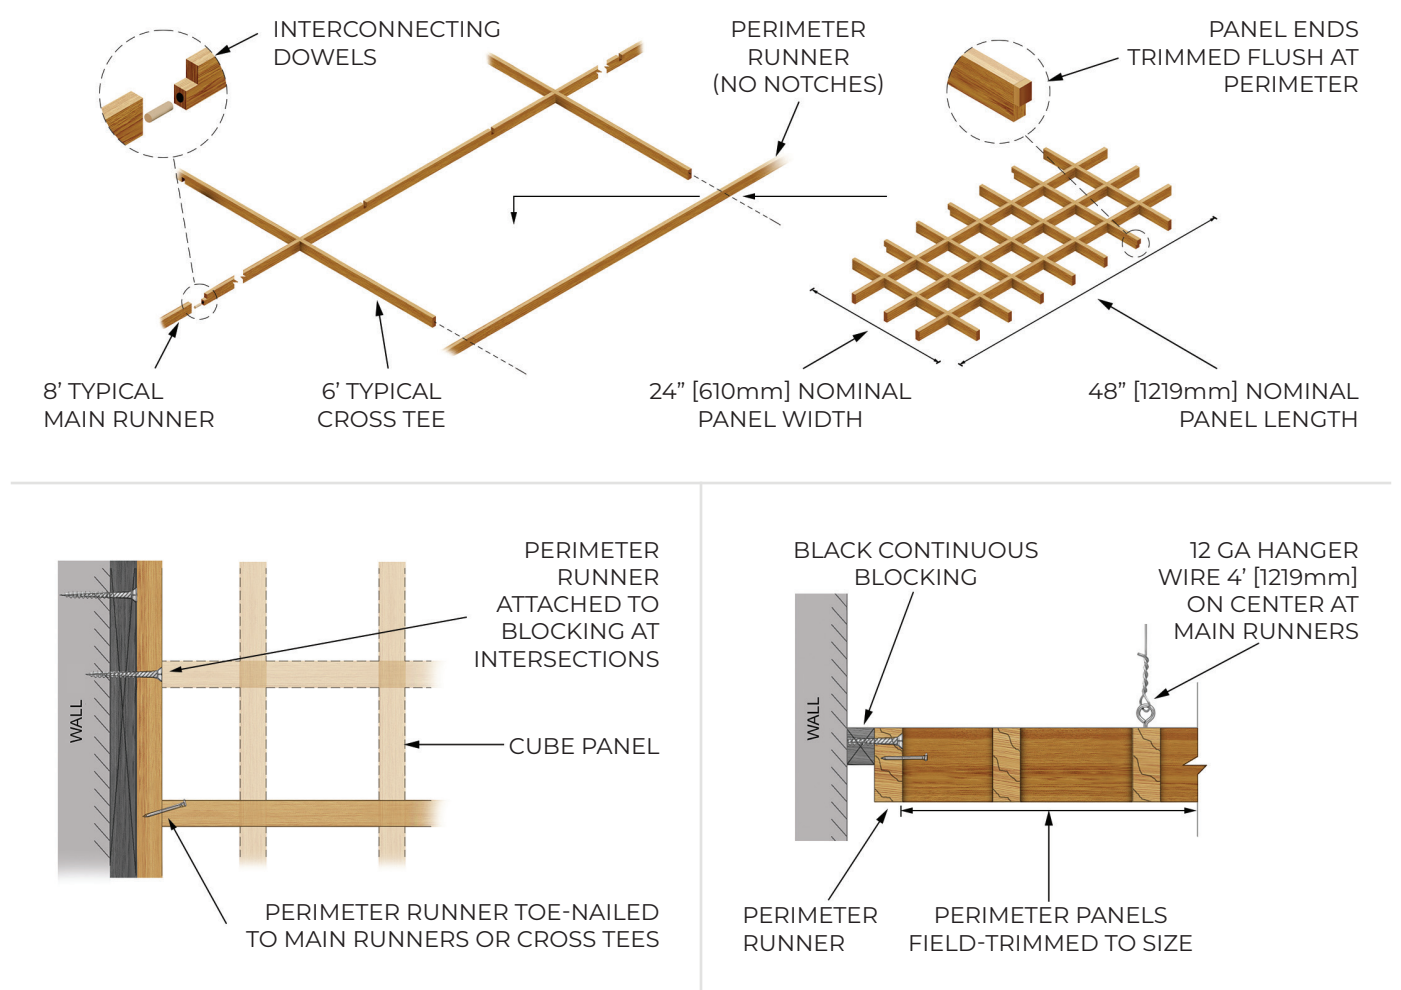 INTERCONNECTING
DOWELS
PERIMETER
RUNNER
(NO NOTCHES)
PANEL ENDS
TRIMMED FLUSH AT
PERIMETER
8’ TYPICAL
MAIN RUNNER
6’ TYPICAL
CROSS TEE
24” [610mm] NOMINAL
PANEL WIDTH
48” [1219mm] NOMINAL
PANEL LENGTH
PERIMETER
RUNNER
ATTACHED TO
BLOCKING AT
INTERSECTIONS
WALL
CUBE PANEL
PERIMETER RUNNER TOE-NAILED
TO MAIN RUNNERS OR CROSS TEES
BLACK CONTINUOUS
BLOCKING
12 GA HANGER
WIRE 4’ [1219mm]
ON CENTER AT
MAIN RUNNERS
WALL
PERIMETER
RUNNER
PERIMETER PANELS
FIELD-TRIMMED TO SIZE